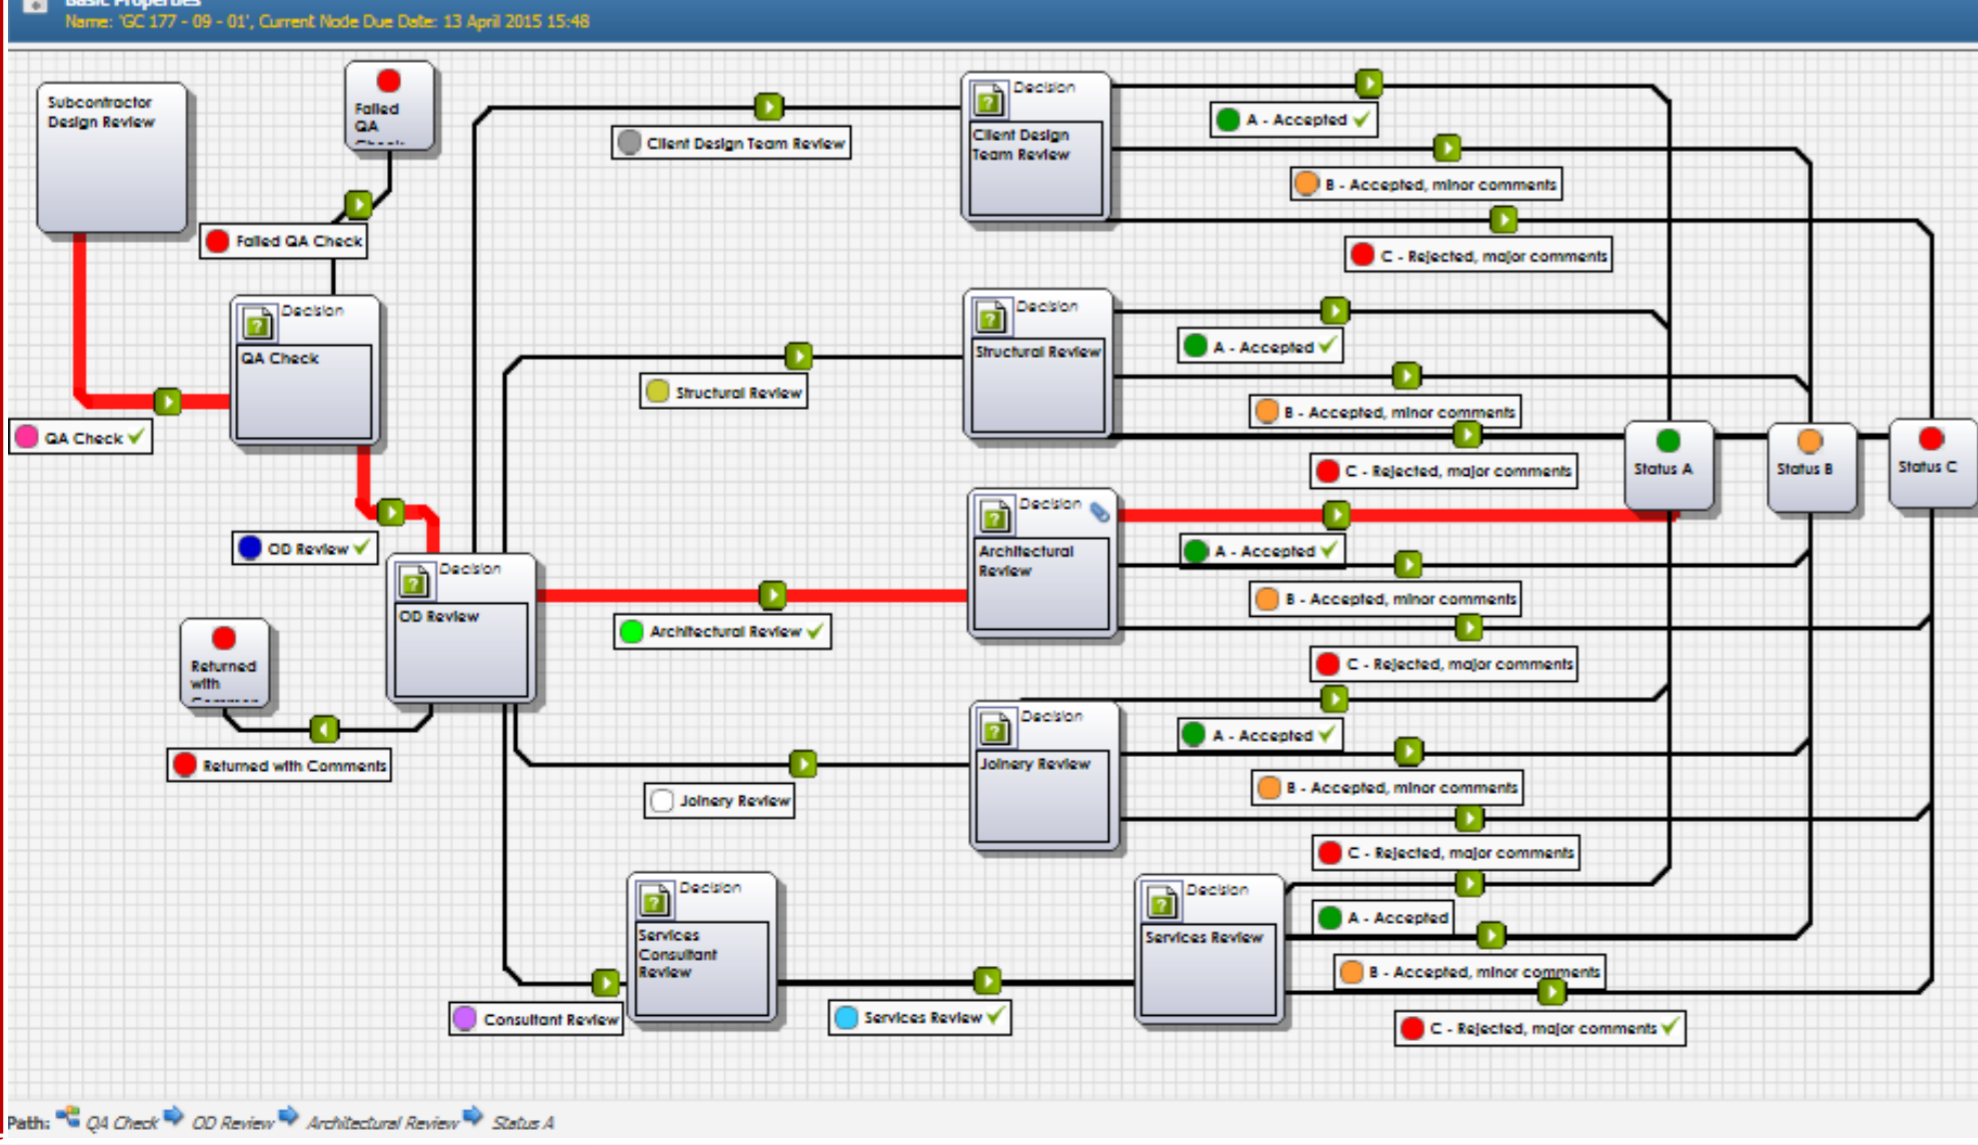 Basic Properties
Name: 'GC 177 - 09 - 01', Current Node Due Date: 13 April 2015 15:48
Subcontractor
Design Review
Failed
QA
Check
Failed QA Check
Decision
QA Check
QA Check
OD Review
Decision
OD Review
Returned
with
Returned with Comments
Client Design Team Review
Structural Review
Architectural Review
Joinery Review
Consultant Review
Decision
Services
Consultant
Review
Services Review
Decision
Client Design
Team Review
A - Accepted
B - Accepted, minor comments
C - Rejected, major comments
Decision
Structural Review
A - Accepted
B - Accepted, minor comments
C - Rejected, major comments
Decision
Architectural
Review
A - Accepted
B - Accepted, minor comments
C - Rejected, major comments
Decision
Joinery Review
A - Accepted
B - Accepted, minor comments
C - Rejected, major comments
Decision
Services Review
A - Accepted
B - Accepted, minor comments
C - Rejected, major comments
Status A
Status B
Status C
Path: QA Check OD Review Architectural Review Status A